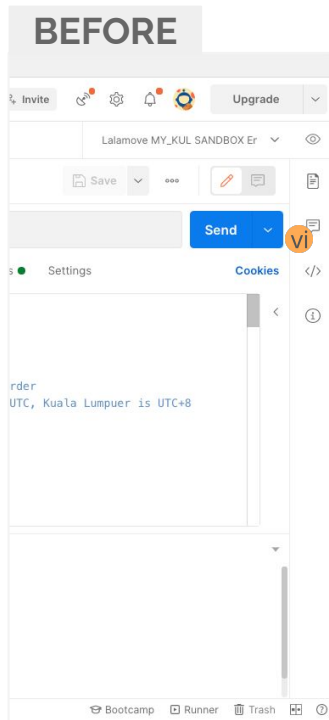 BEFORE
Invite
Upgrade
Lalamove MY_KUL SANDBOX Er
Save
Send
vi
s Settings Cookies
</>
rder
UTC, Kuala Lumpuer is UTC+8
Bootcamp Runner Trash